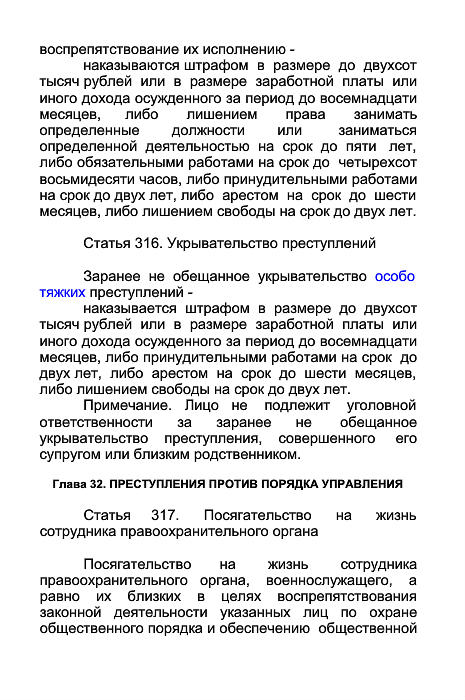 воспрепятствование их исполнению -
наказываются штрафом в размере до двухсот
тысяч рублей или в размере заработной платы или
иного дохода осужденного за период до восемнадцати
месяцев, либо лишением права занимать
определенные должности или заниматься
определенной деятельностью на срок до пяти лет,
либо обязательными работами на срок до четырехсот
восьмидесяти часов, либо принудительными работами
на срок до двух лет, либо арестом на срок до шести
месяцев, либо лишением свободы на срок до двух лет.
Статья 316. Укрывательство преступлений
Заранее не обещанное укрывательство особо
тяжких преступлений -
наказывается штрафом в размере до двухсот
тысяч рублей или в размере заработной платы или
иного дохода осужденного за период до восемнадцати
месяцев, либо принудительными работами на срок до
двух лет, либо арестом на срок до шести месяцев,
либо лишением свободы на срок до двух лет.
Примечание. Лицо не подлежит уголовной
ответственности за заранее не обещанное
укрывательство преступления, совершенного его
супругом или близким родственником.
Глава 32. ПРЕСТУПЛЕНИЯ ПРОТИВ ПОРЯДКА УПРАВЛЕНИЯ
Статья 317. Посягательство на жизнь
сотрудника правоохранительного органа
Посягательство на жизнь сотрудника
правоохранительного органа, военнослужащего, а
равно их близких в целях воспрепятствования
законной деятельности указанных лиц по охране
общественного порядка и обеспечению общественной